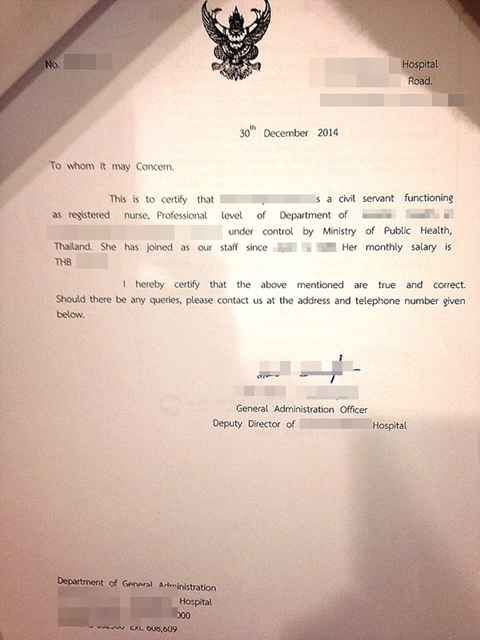 No.
Hospital
Road.
30th December 2014
To whom It may Concern.
This is to certify that s a civil servant functioning
as registered nurse, Professional level of Department of
under control by Ministry of Public Health,
Thailand. She has joined as our staff since Her monthly salary is
THB
I hereby certify that the above mentioned are true and correct.
Should there be any queries, please contact us at the address and telephone number given
below.
General Administration Officer
Deputy Director of Hospital
Department of General Administration
Hospital
000
Ext. 608,609